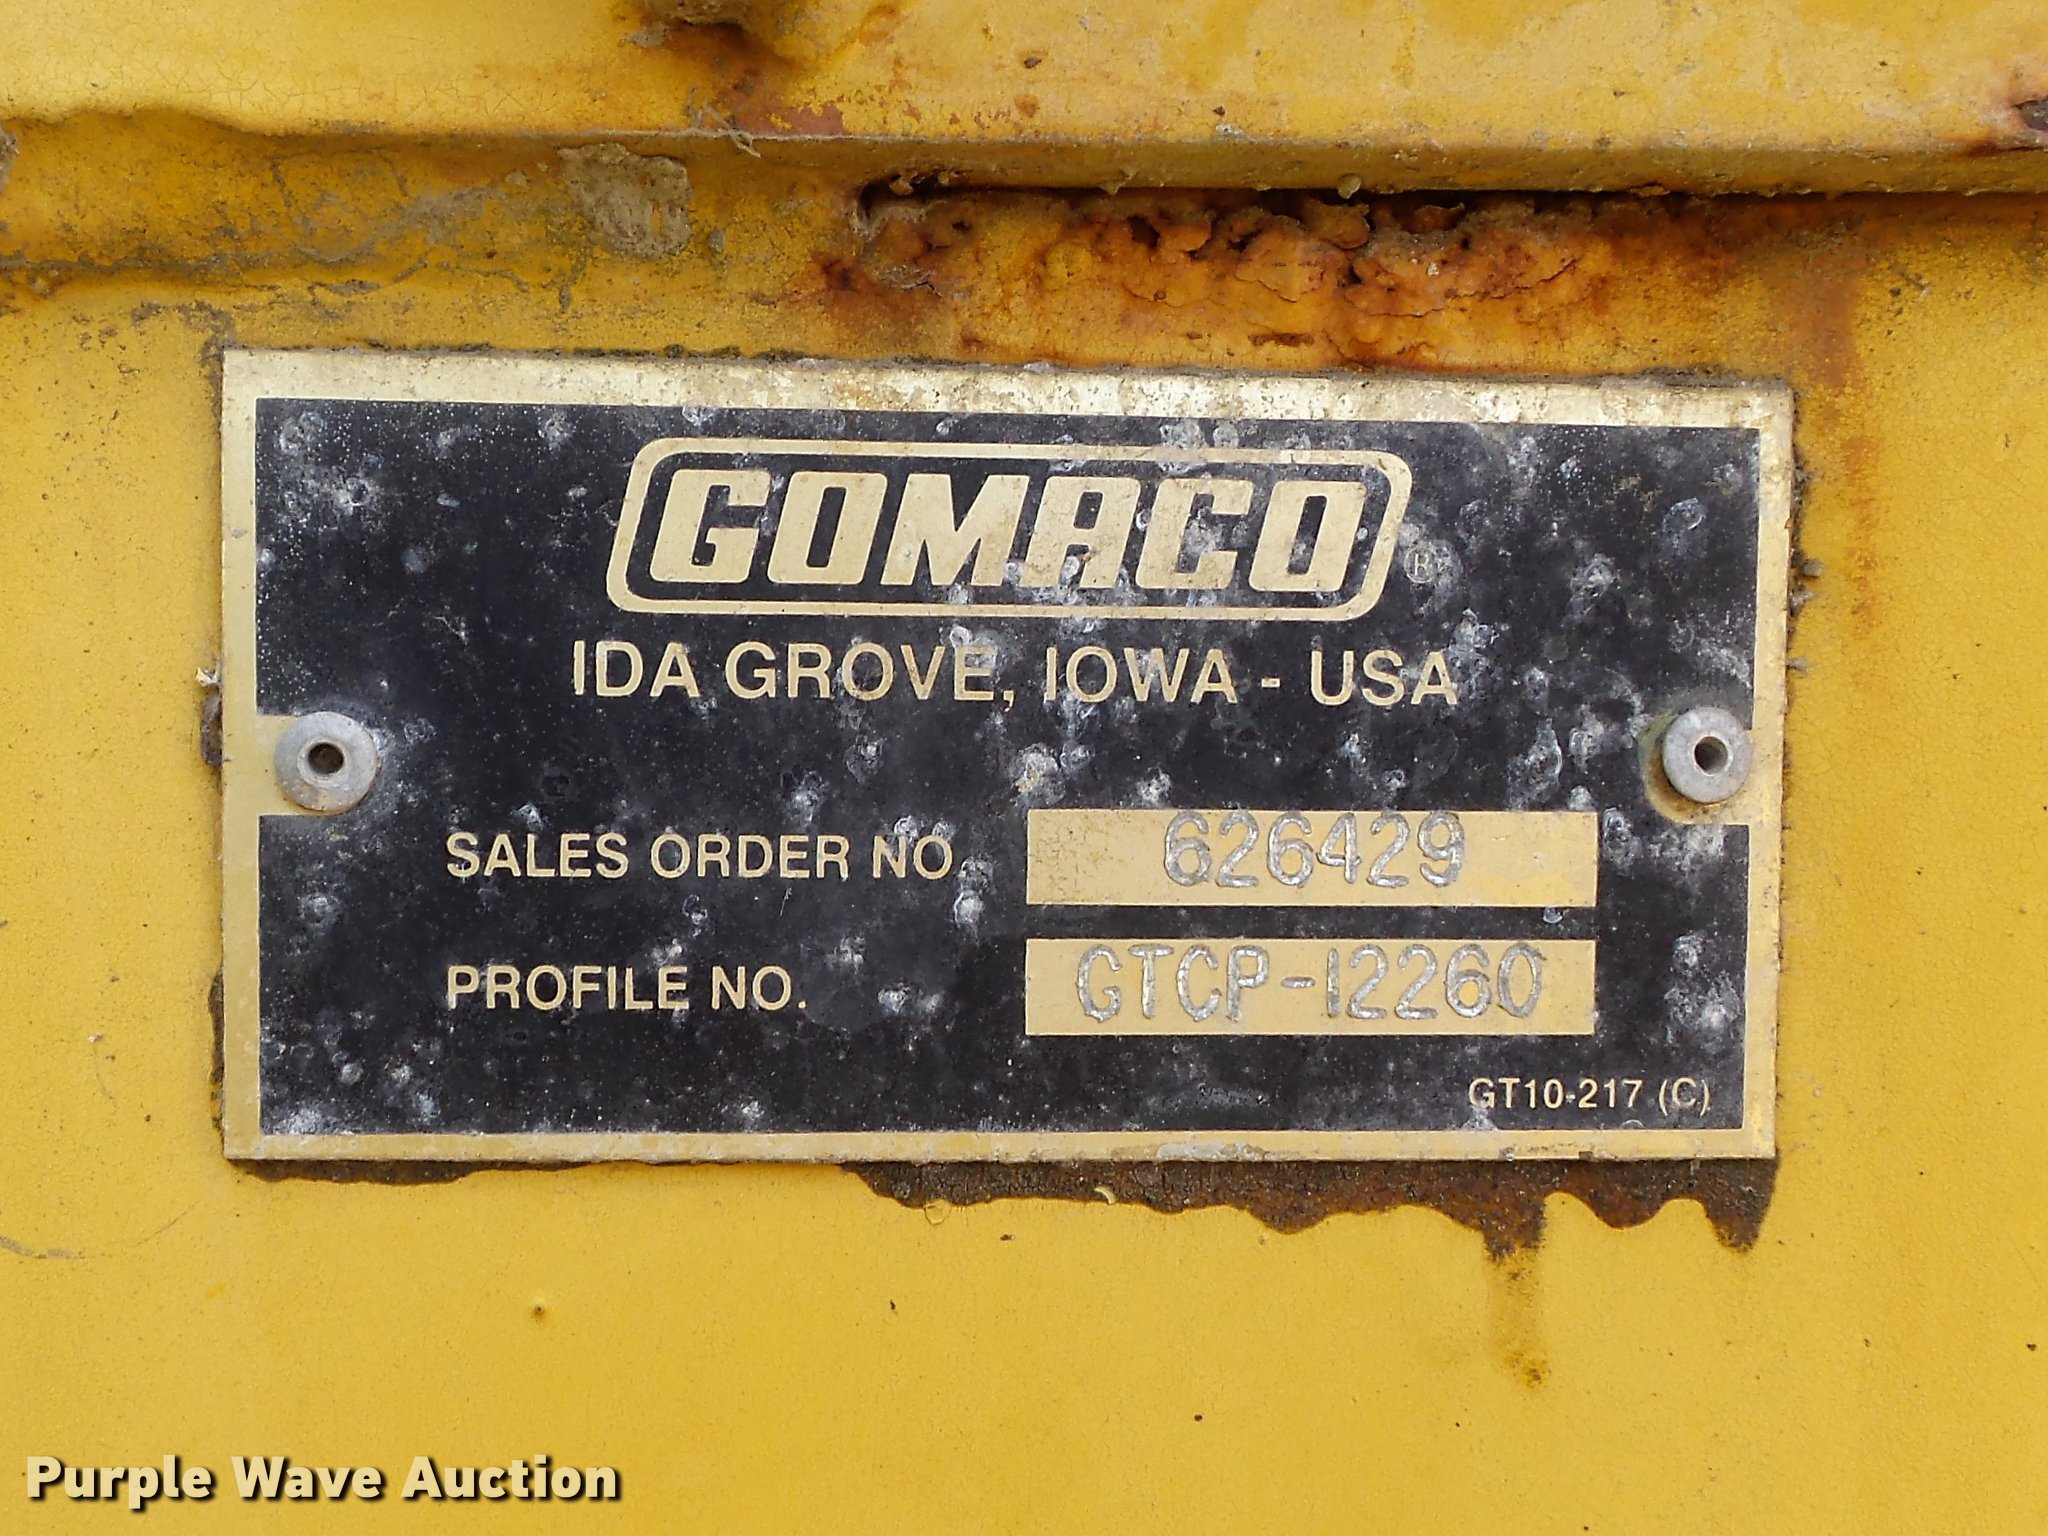 GOMACO ®
IDA GROVE, IOWA - USA
SALES ORDER NO. 626429
PROFILE NO. GTCP-12260
GT10-217 (C)
Purple Wave Auction